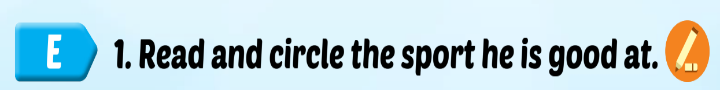 E 1. Read and circle the sport he is good at.